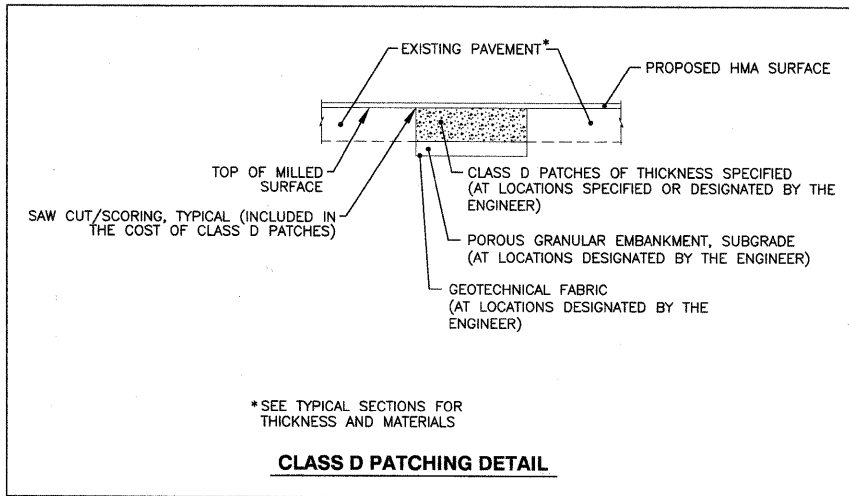 EXISTING PAVEMENT*
PROPOSED HMA SURFACE
TOP OF MILLED
SURFACE
SAW CUT/SCORING, TYPICAL (INCLUDED IN
THE COST OF CLASS D PATCHES)
CLASS D PATCHES OF THICKNESS SPECIFIED
(AT LOCATIONS SPECIFIED OR DESIGNATED BY THE
ENGINEER)
POROUS GRANULAR EMBANKMENT, SUBGRADE
(AT LOCATIONS DESIGNATED BY THE ENGINEER)
GEOTECHNICAL FABRIC
(AT LOCATIONS DESIGNATED BY THE
ENGINEER)
*SEE TYPICAL SECTIONS FOR
THICKNESS AND MATERIALS
CLASS D PATCHING DETAIL